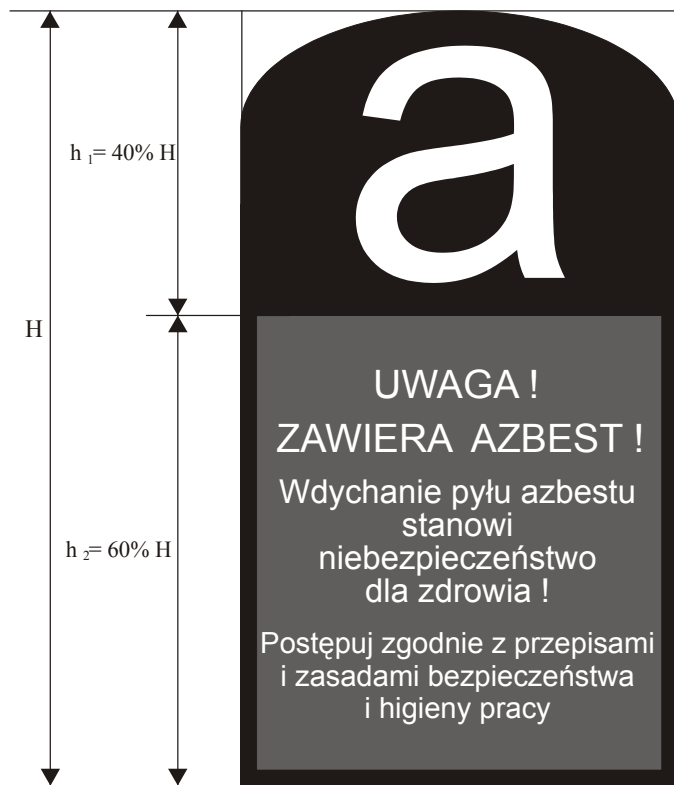 a
h 1= 40% H
H
h 2= 60% H
UWAGA !
ZAWIERA AZBEST !
Wdychanie pyłu azbestu
stanowi
niebezpieczeństwo
dla zdrowia !
Postępuj zgodnie z przepisami
i zasadami bezpieczeństwa
i higieny pracy